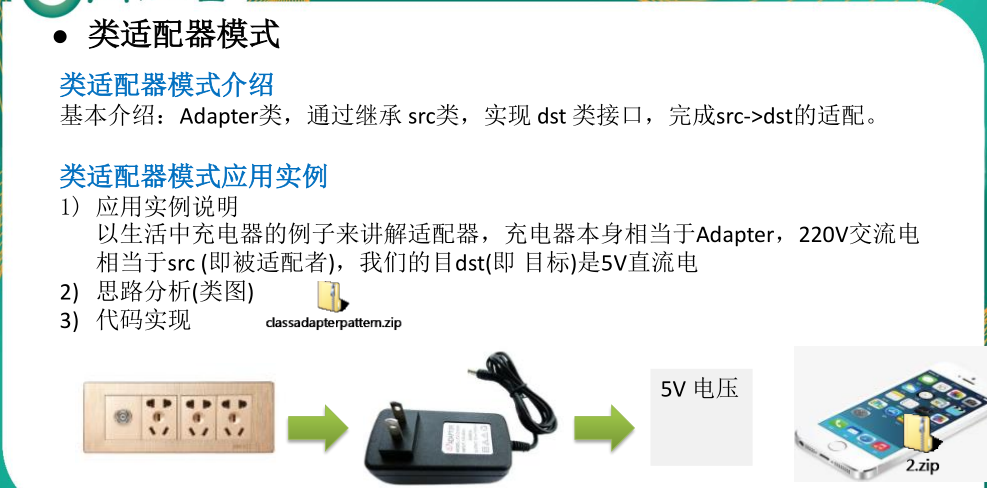 ● 类适配器模式
类适配器模式介绍
基本介绍：Adapter类，通过继承 src类，实现 dst 类接口，完成src->dst的适配。
类适配器模式应用实例
1) 应用实例说明
以生活中充电器的例子来讲解适配器，充电器本身相当于Adapter，220V交流电
相当于src (即被适配者)，我们的目dst(即 目标)是5V直流电
2) 思路分析(类图)
3) 代码实现
classadapterpattern.zip
5V 电压
2.zip